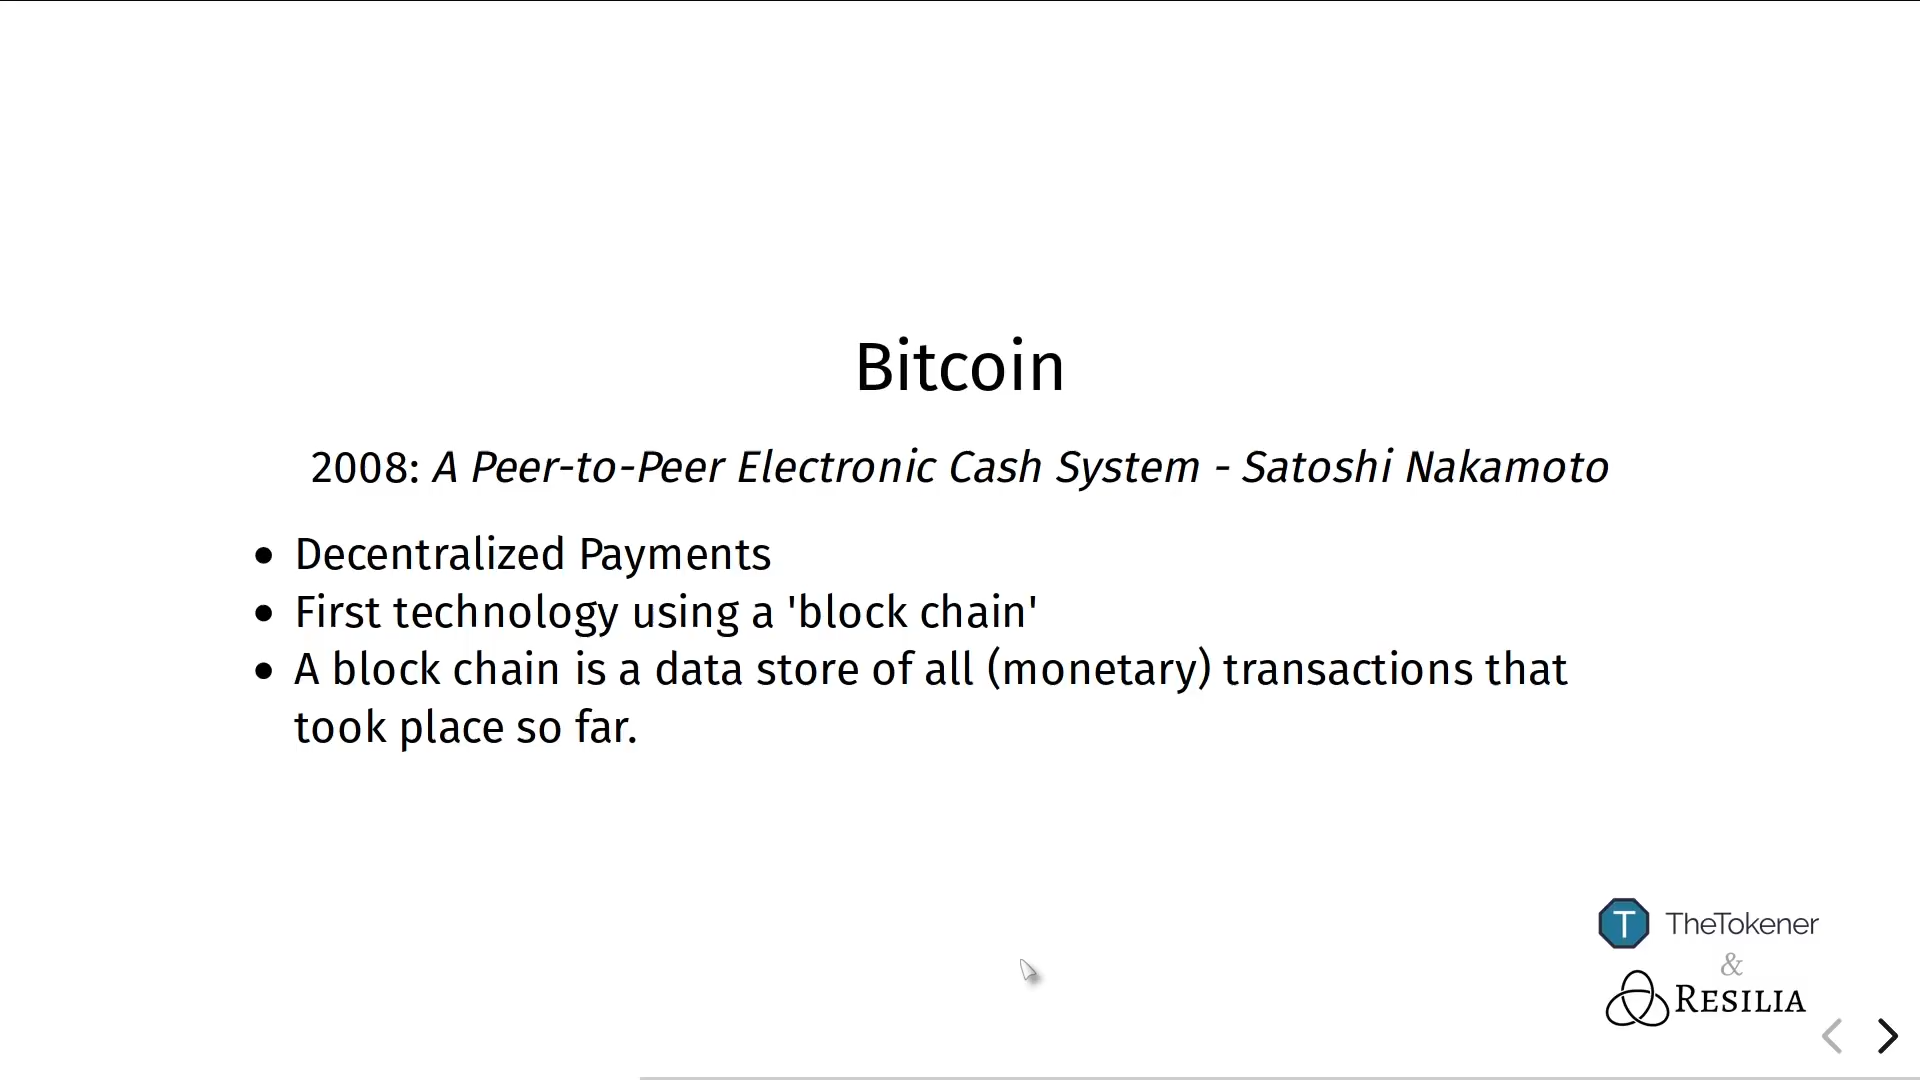 Bitcoin
2008: A Peer-to-Peer Electronic Cash System - Satoshi Nakamoto
• Decentralized Payments
• First technology using a 'block chain'
• A block chain is a data store of all (monetary) transactions that
took place so far.
T TheTokener
&
RESILIA